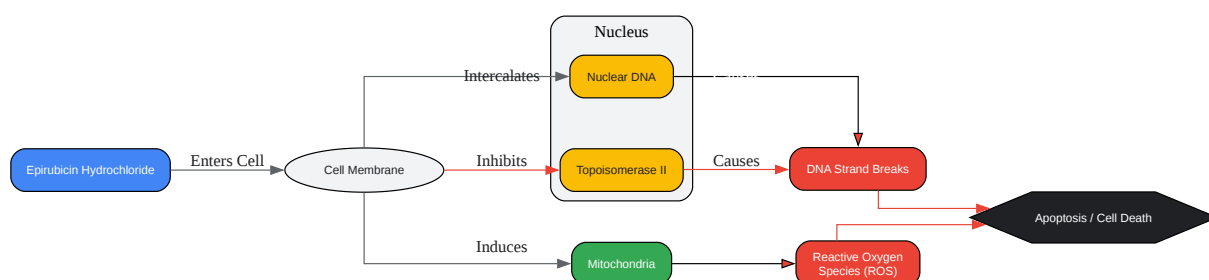 Nucleus
Intercalates
Nuclear DNA
Epirubicin Hydrochloride
Enters Cell
Cell Membrane
Inhibits
Topoisomerase II
Causes
DNA Strand Breaks
Apoptosis / Cell Death
Induces
Mitochondria
Reactive Oxygen
Species (ROS)